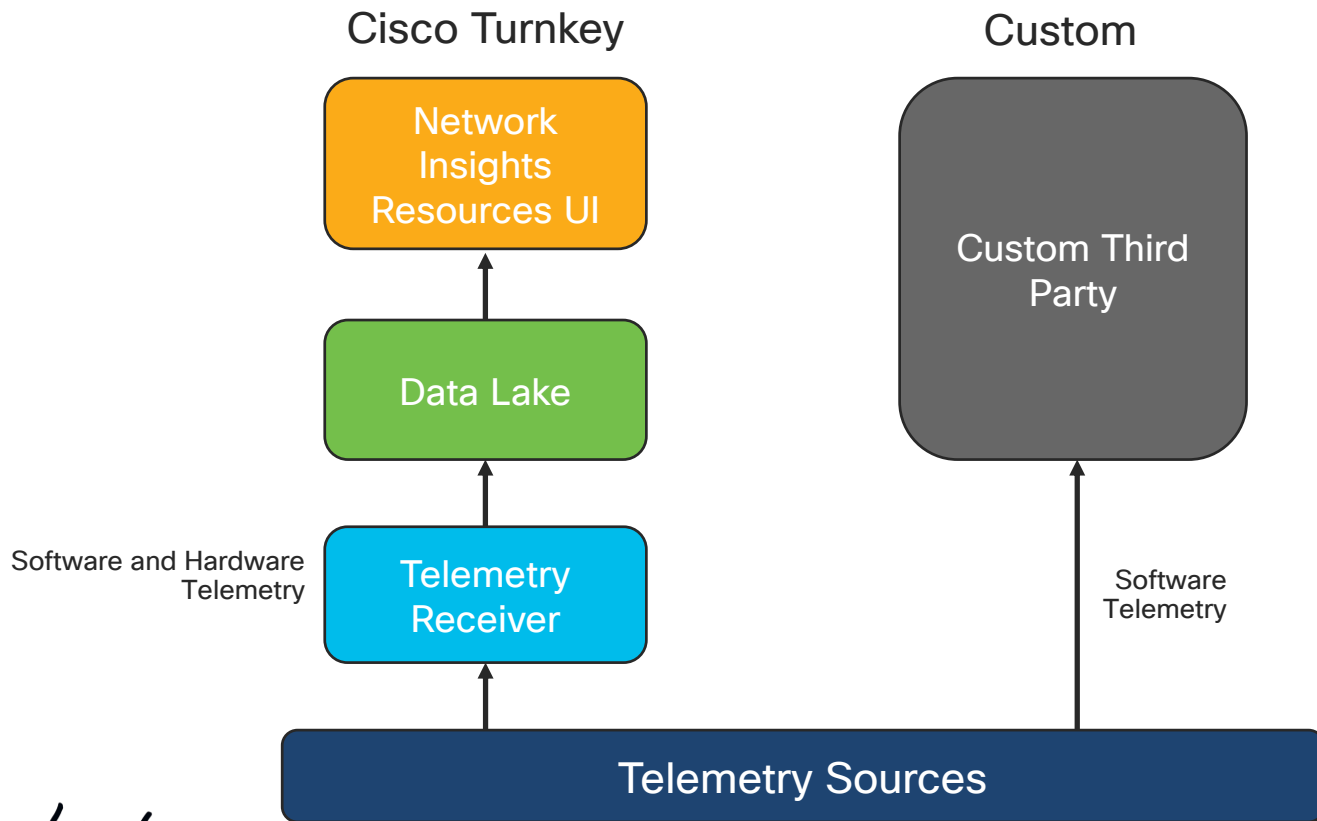 Cisco Turnkey
Custom
Network
Insights
Resources UI
Custom Third
Party
Data Lake
Software and Hardware
Telemetry
Telemetry
Receiver
Software
Telemetry
Telemetry Sources